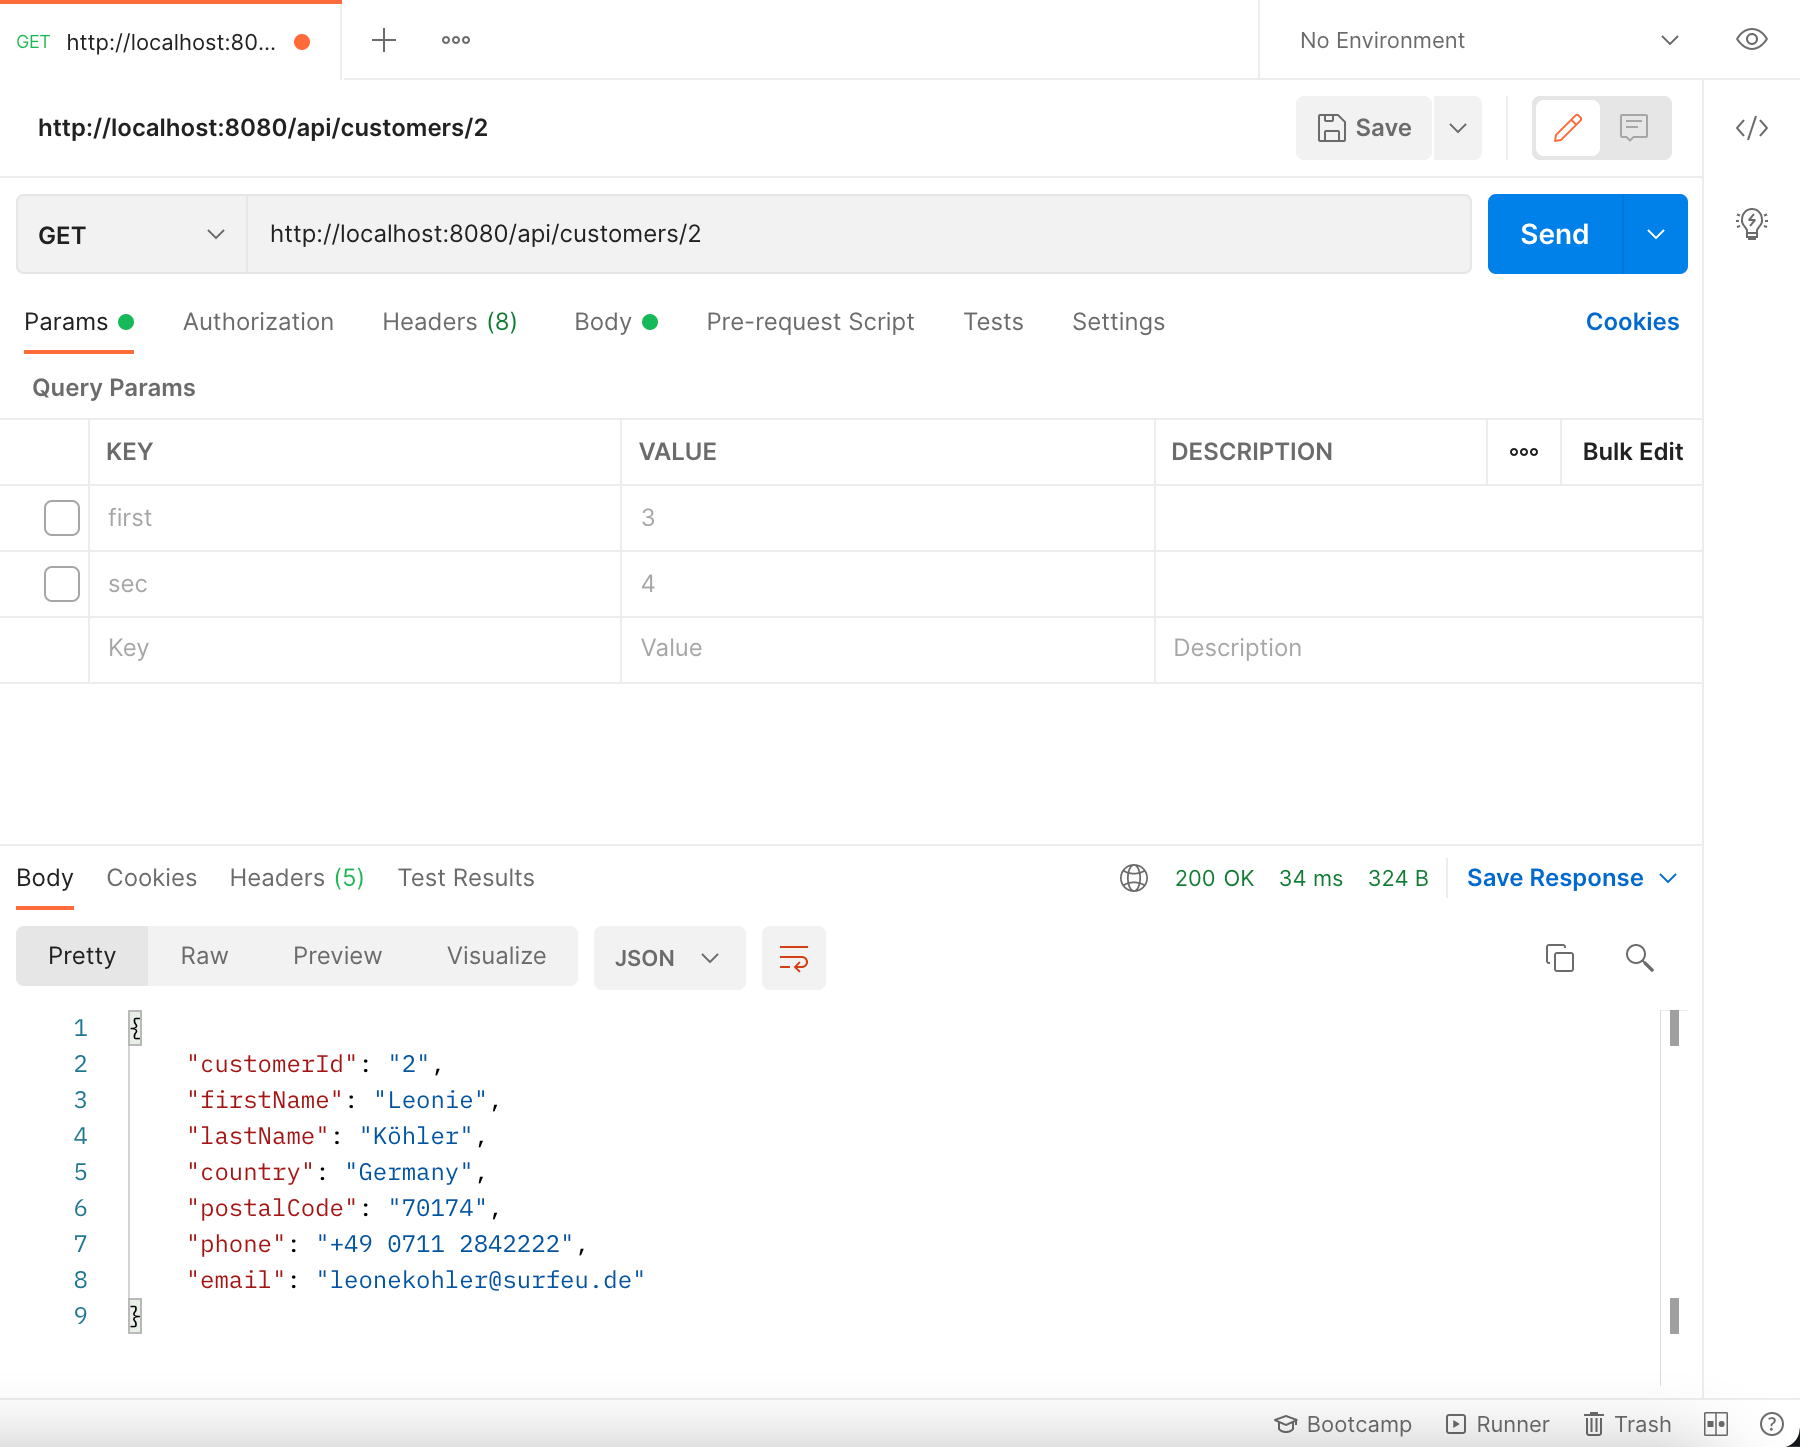 GET http://localhost:80...
No Environment
http://localhost:8080/api/customers/2
Save
GET http://localhost:8080/api/customers/2 Send
Params Authorization Headers (8) Body Pre-request Script Tests Settings Cookies
Query Params
KEY VALUE DESCRIPTION Bulk Edit
first 3
sec 4
Key Value Description
Body Cookies Headers (5) Test Results 200 OK 34 ms 324 B Save Response
Pretty Raw Preview Visualize JSON
1 {
2 "customerId": "2",
3 "firstName": "Leonie",
4 "lastName": "Köhler",
5 "country": "Germany",
6 "postalCode": "70174",
7 "phone": "+49 0711 2842222",
8 "email": "leonekohler@surfeu.de"
9 }
Bootcamp Runner Trash